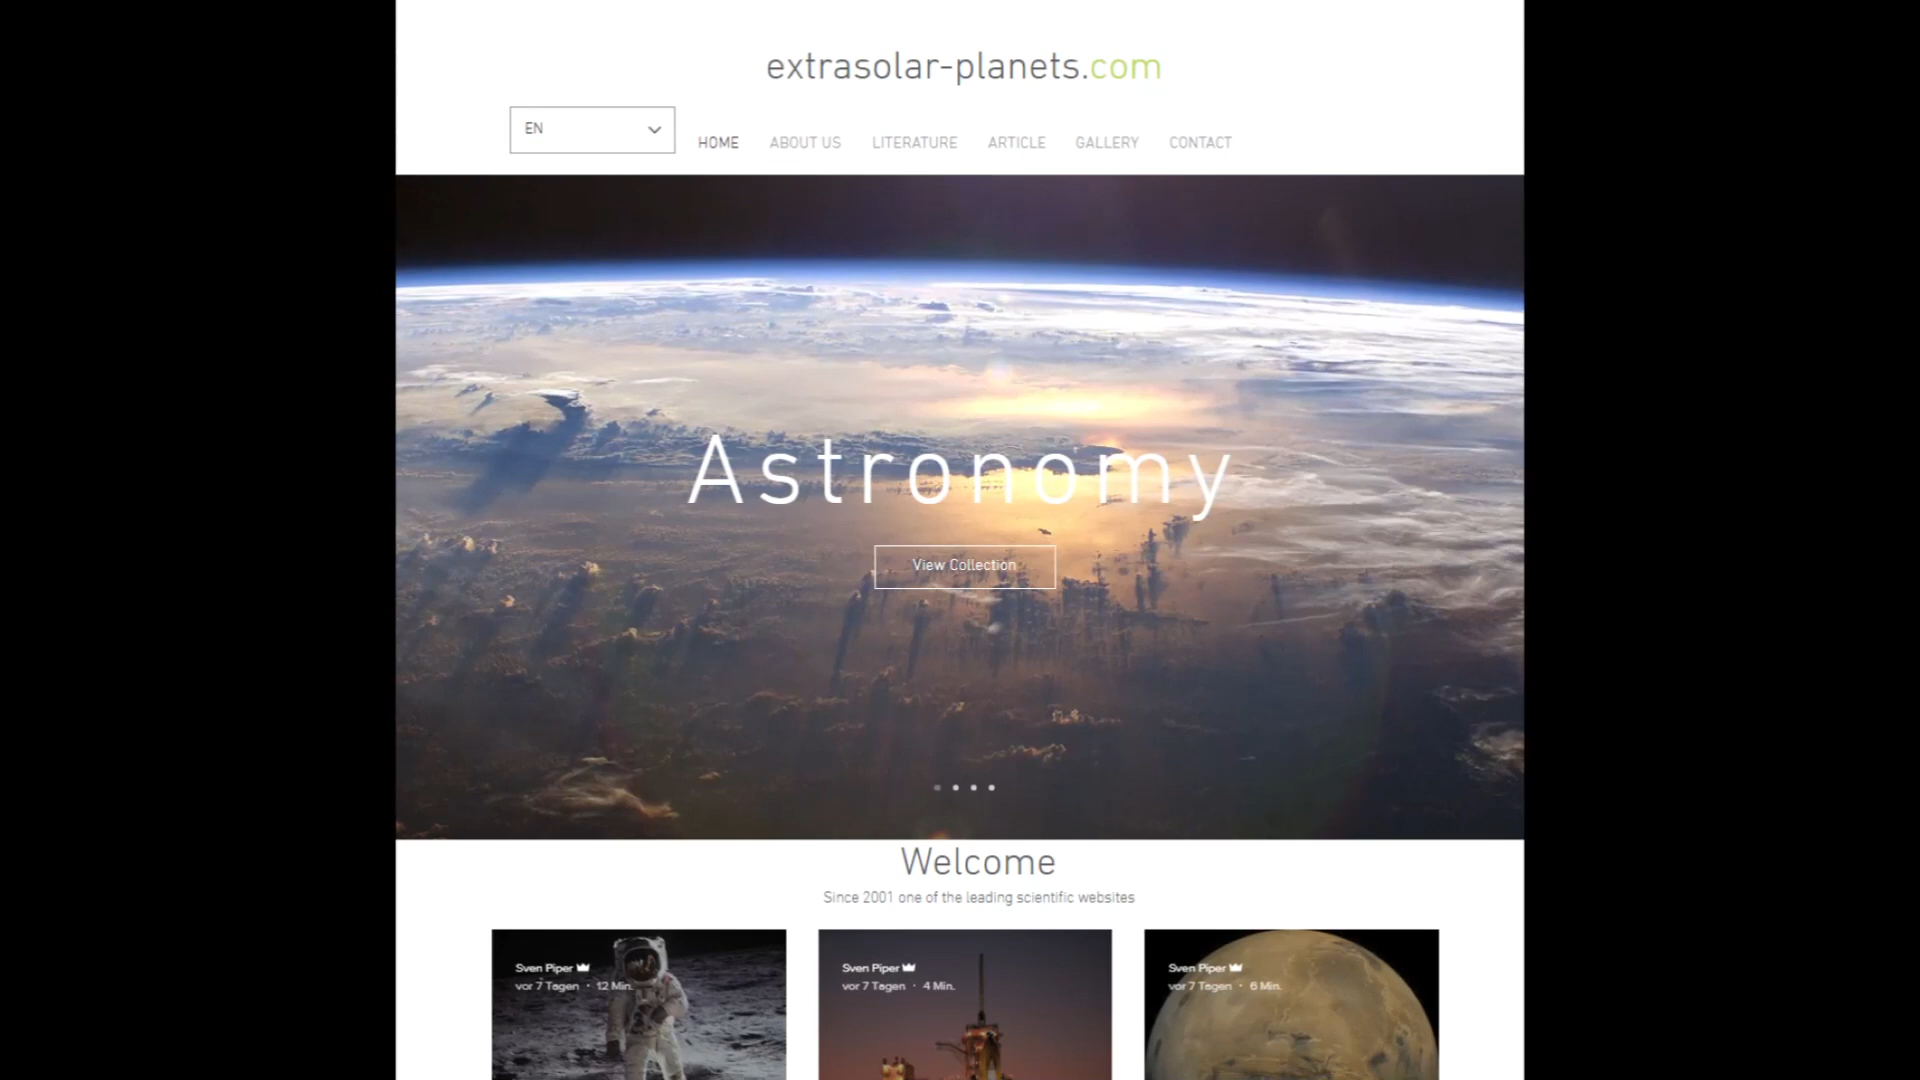 extrasolar-planets.com
EN
HOME ABOUT US LITERATURE ARTICLE GALLERY CONTACT
Astronomy
View Collection
Welcome
Since 2001 one of the leading scientific websites
Sven Piper
vor 7 Tagen · 12 Min.
Sven Piper
vor 7 Tagen · 4 Min.
Sven Piper
vor 7 Tagen · 6 Min.